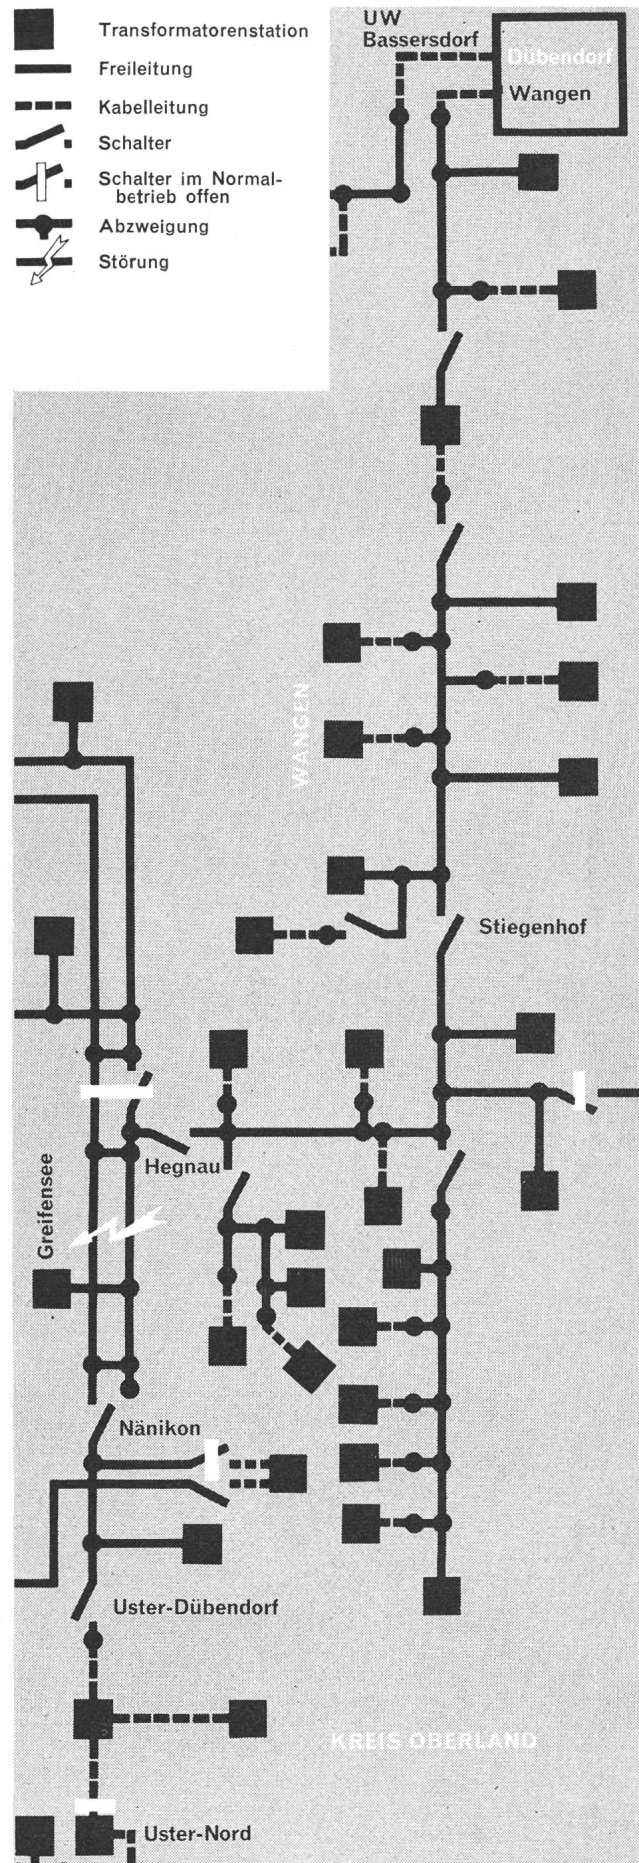 Transformatorenstation
Freileitung
Kabelleitung
Schalter
Schalter im Normal-
betrieb offen
Abzweigung
Störung
UW
Bassersdorf
Dübendorf
Wangen
WANGEN
Stiegenhof
Hegnau
Greifensee
Nänikon
Uster-Dübendorf
KREIS OBERLAND
Uster-Nord